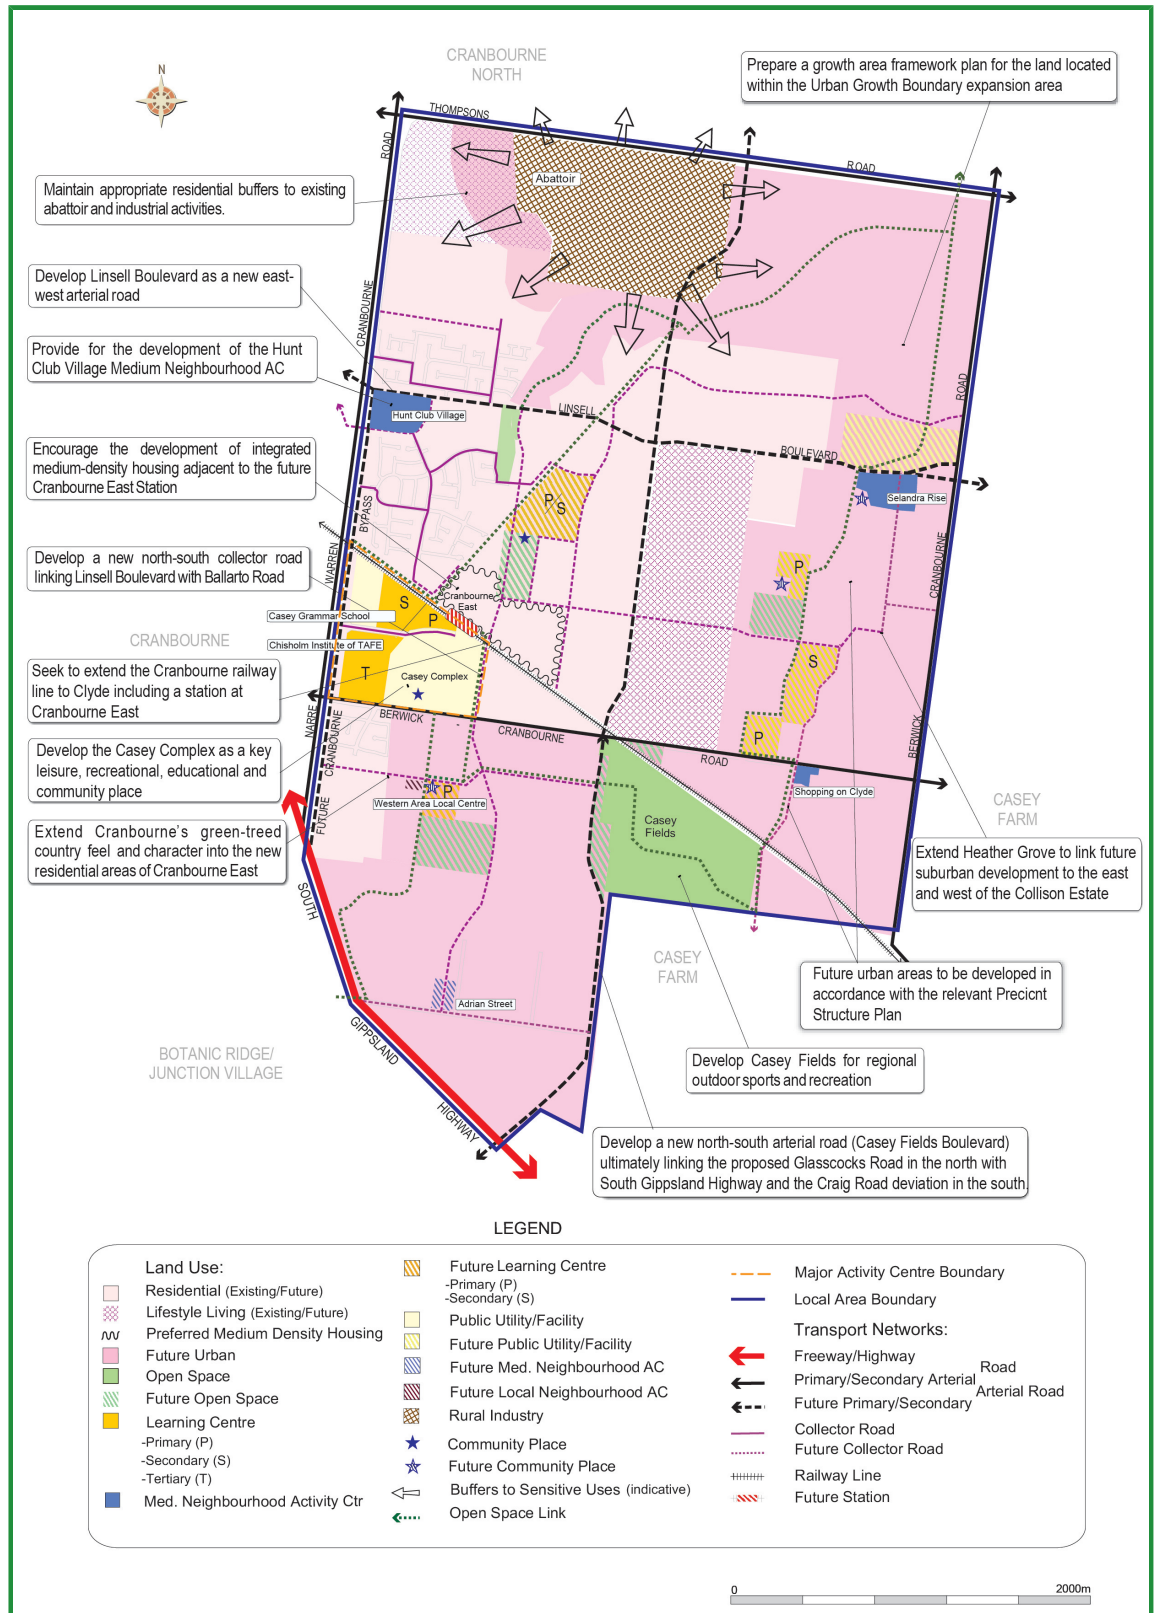 CRANBOURNE
NORTH
N
Prepare a growth area framework plan for the land located
within the Urban Growth Boundary expansion area
THOMPSONS
ROAD
ROAD
Abattoir
Maintain appropriate residential buffers to existing
abattoir and industrial activities.
Develop Linsell Boulevard as a new east-
west arterial road
CRANBOURNE
Provide for the development of the Hunt
Club Village Medium Neighbourhood AC
ROAD
LINSELL
Hunt Club Village
BOULEVARD
Encourage the development of integrated
medium-density housing adjacent to the future
Cranbourne East Station
P/S
Selandra Rise
BYPASS
Develop a new north-south collector road
linking Linsell Boulevard with Ballarto Road
WARREN
CRANBOURNE
P
Cranbourne
East
S
P
Casey Grammar School
CRANBOURNE
Chisholm Institute of TAFE
S
T
Casey Complex
Seek to extend the Cranbourne railway
line to Clyde including a station at
Cranbourne East
NARRE
CRANBOURNE
BERWICK
CRANBOURNE
ROAD
P
BERWICK
Develop the Casey Complex as a key
leisure, recreational, educational and
community place
P
Western Area Local Centre
Shopping on Clyde
CASEY
FARM
FUTURE
Extend Cranbourne's green-treed
country feel and character into the new
residential areas of Cranbourne East
Casey
Fields
Extend Heather Grove to link future
suburban development to the east
and west of the Collison Estate
SOUTH
CASEY
FARM
Future urban areas to be developed in
accordance with the relevant Precicnt
Structure Plan
Adrian Street
GIPPSLAND
BOTANIC RIDGE/
JUNCTION VILLAGE
Develop Casey Fields for regional
outdoor sports and recreation
HIGHWAY
Develop a new north-south arterial road (Casey Fields Boulevard)
ultimately linking the proposed Glasscocks Road in the north with
South Gippsland Highway and the Craig Road deviation in the south.
LEGEND
Land Use:
Residential (Existing/Future)
Lifestyle Living (Existing/Future)
Preferred Medium Density Housing
Future Urban
Open Space
Future Open Space
Learning Centre
-Primary (P)
-Secondary (S)
-Tertiary (T)
Med. Neighbourhood Activity Ctr
Future Learning Centre
-Primary (P)
-Secondary (S)
Public Utility/Facility
Future Public Utility/Facility
Future Med. Neighbourhood AC
Future Local Neighbourhood AC
Rural Industry
Community Place
Future Community Place
Buffers to Sensitive Uses (indicative)
Open Space Link
Major Activity Centre Boundary
Local Area Boundary
Transport Networks:
Freeway/Highway
Primary/Secondary Arterial Road
Future Primary/Secondary Arterial Road
Collector Road
Future Collector Road
Railway Line
Future Station
0 2000m